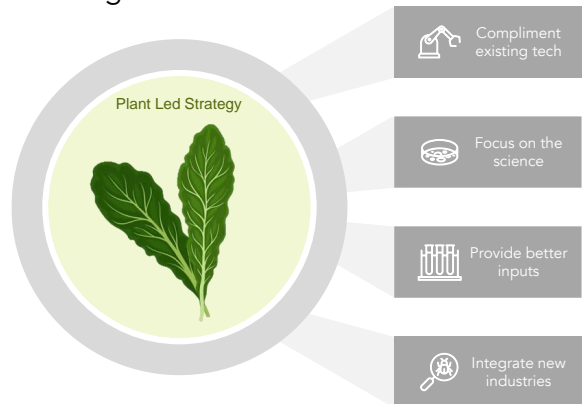 Plant Led Strategy
Compliment
existing tech
Focus on the
science
Provide better
inputs
Integrate new
industries